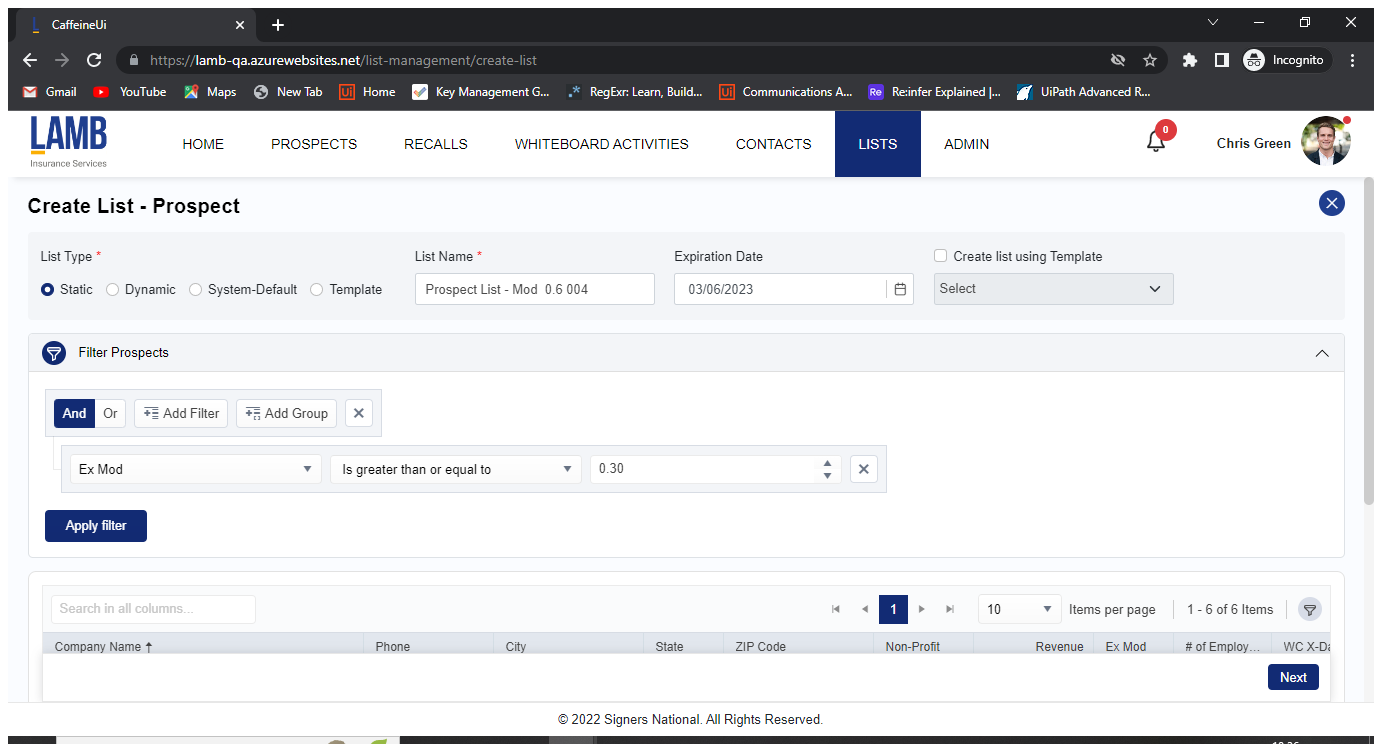 CaffeineUi
https://lamb-qa.azurewebsites.net/list-management/create-list
Incognito
Gmail YouTube Maps New Tab Home Key Management G... RegExr: Learn, Build... Communications A... Reinfer Explained |... UiPath Advanced R...
LAMB
Insurance Services
HOME PROSPECTS RECALLS WHITEBOARD ACTIVITIES CONTACTS LISTS ADMIN 0 Chris Green
Create List - Prospect
List Type * List Name * Expiration Date Create list using Template
Static Dynamic System-Default Template Prospect List - Mod 0.6 004 03/06/2023 Select
Filter Prospects
And Or Add Filter Add Group
Ex Mod Is greater than or equal to 0.30
Apply filter
Search in all columns... 1 10 Items per page 1 - 6 of 6 Items
Company Name Phone City State ZIP Code Non-Profit Revenue Ex Mod # of Employ... WC X-Da
Next
© 2022 Signers National. All Rights Reserved.